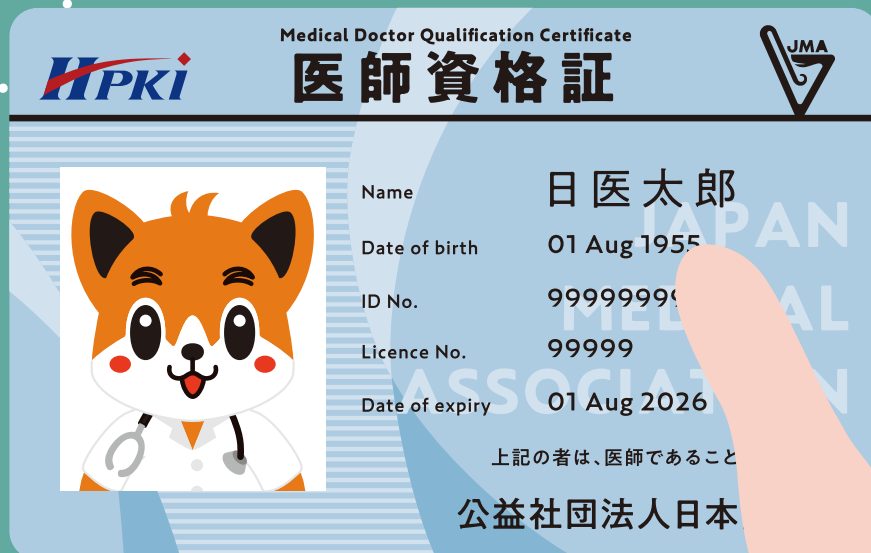 Medical Doctor Qualification Certificate
HPKI
医師資格証
JMA
Name 日医太郎
Date of birth 01 Aug 1955
ID No. 99999999
Licence No. 99999
Date of expiry 01 Aug 2026
JAPAN
MEDICAL
ASSOCIATION
上記の者は、医師であること
公益社団法人日本